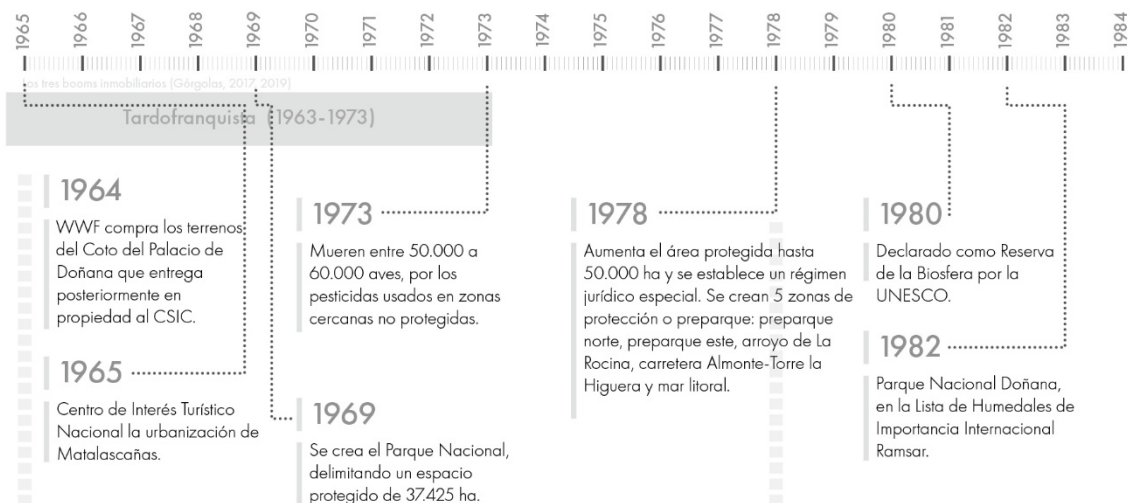 1965 1966 1967 1968 1969 1970 1971 1972 1973 1974 1975 1976 1977 1978 1979 1980 1981 1982 1983 1984
Los tres booms inmobiliarios (Górgolas, 2017, 2019)
Tardofranquista (1963-1973)
1964
WWF compra los terrenos
del Coto del Palacio de
Doñana que entrega
posteriormente en
propiedad al CSIC.
1965
Centro de Interés Turístico
Nacional la urbanización de
Matalascañas.
1973
Mueren entre 50.000 a
60.000 aves, por los
pesticidas usados en zonas
cercanas no protegidas.
1969
Se crea el Parque Nacional,
delimitando un espacio
protegido de 37.425 ha.
1978
Aumenta el área protegida hasta
50.000 ha y se establece un régimen
jurídico especial. Se crean 5 zonas de
protección o preparque: preparque
norte, preparque este, arroyo de La
Rocina, carretera Almonte-Torre la
Higuera y mar litoral.
1980
Declarado como Reserva
de la Biosfera por la
UNESCO.
1982
Parque Nacional Doñana,
en la Lista de Humedales de
Importancia Internacional
Ramsar.